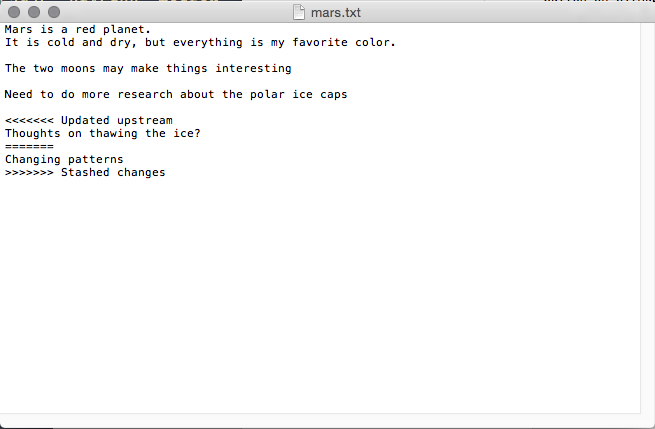 mars.txt
Mars is a red planet.
It is cold and dry, but everything is my favorite color.
The two moons may make things interesting
Need to do more research about the polar ice caps
<<<<<<< Updated upstream
Thoughts on thawing the ice?
=======
Changing patterns
>>>>>>> Stashed changes